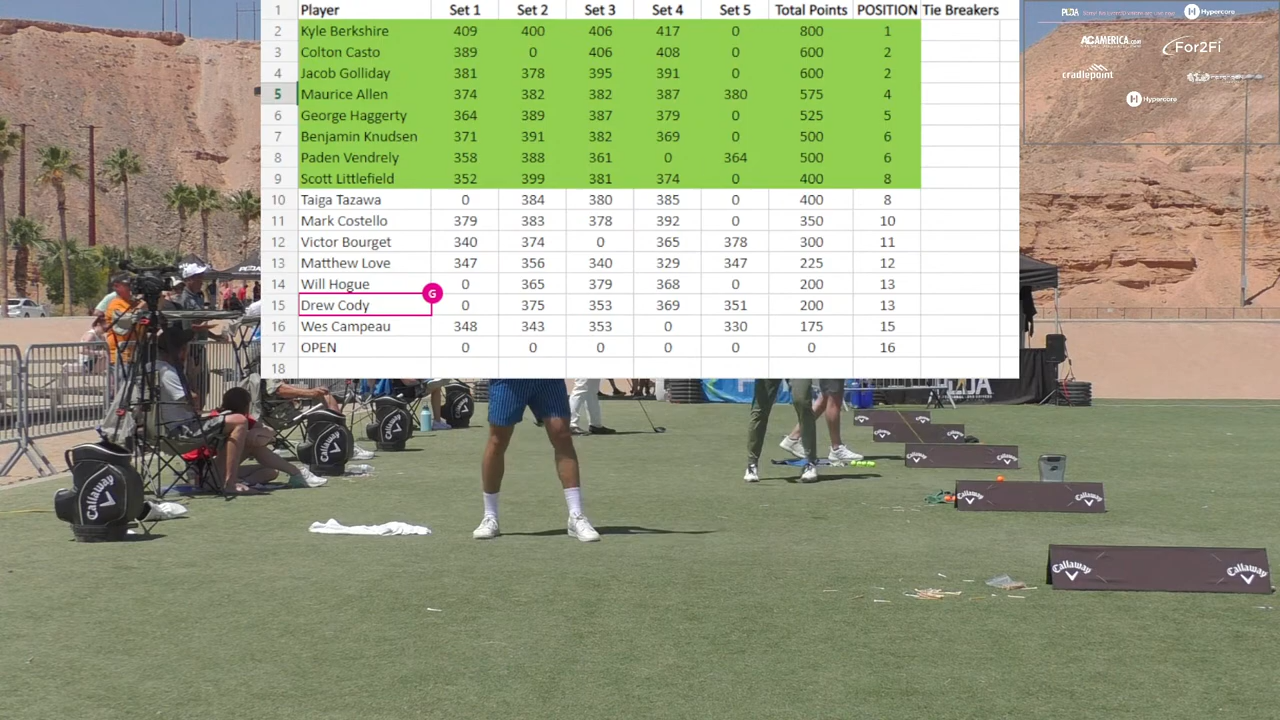 1 Player Set 1 Set 2 Set 3 Set 4 Set 5 Total Points POSITION Tie Breakers
2 Kyle Berkshire 409 400 406 417 0 800 1
3 Colton Casto 389 0 406 408 0 600 2
4 Jacob Golliday 381 378 395 391 0 600 2
5 Maurice Allen 374 382 382 387 380 575 4
6 George Haggerty 364 389 387 379 0 525 5
7 Benjamin Knudsen 371 391 382 369 0 500 6
8 Paden Vendrely 358 388 361 0 364 500 6
9 Scott Littlefield 352 399 381 374 0 400 8
10 Taiga Tazawa 0 384 380 385 0 400 8
11 Mark Costello 379 383 378 392 0 350 10
12 Victor Bourget 340 374 0 365 378 300 11
13 Matthew Love 347 356 340 329 347 225 12
14 Will Hogue 0 365 379 368 0 200 13
G
15 Drew Cody 0 375 353 369 351 200 13
16 Wes Campeau 348 343 353 0 330 175 15
17 OPEN 0 0 0 0 0 0 16
18
PLDA
Hypercore
ACAMERICA.com
For2Fi
cradlepoint
Hypercore
Callaway
Callaway
Callaway
Callaway
Callaway
Callaway
Callaway